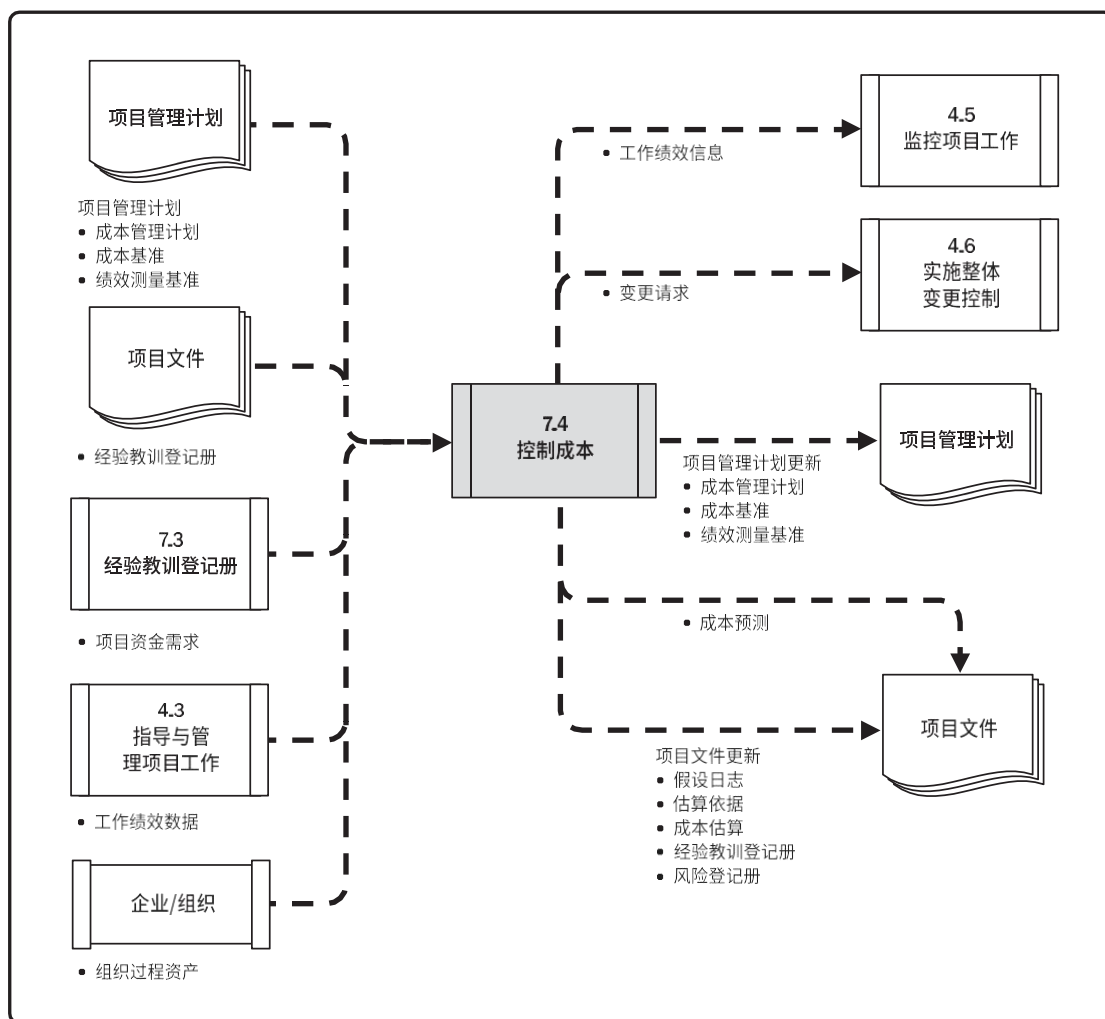 项目管理计划
项目管理计划
• 成本管理计划
• 成本基准
• 绩效测量基准
项目文件
• 经验教训登记册
7.3
经验教训登记册
• 项目资金需求
4.3
指导与管
理项目工作
• 工作绩效数据
企业/组织
• 组织过程资产
7.4
控制成本
• 工作绩效信息
4.5
监控项目工作
• 变更请求
4.6
实施整体
变更控制
项目管理计划更新
• 成本管理计划
• 成本基准
• 绩效测量基准
项目管理计划
• 成本预测
项目文件更新
• 假设日志
• 估算依据
• 成本估算
• 经验教训登记册
• 风险登记册
项目文件